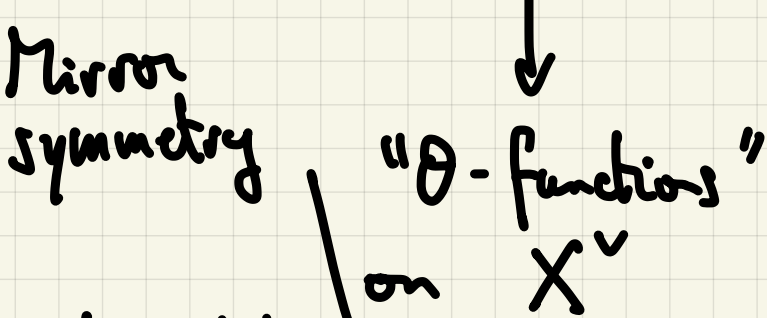 Mirror
symmetry
"θ - functions"
on X^∨